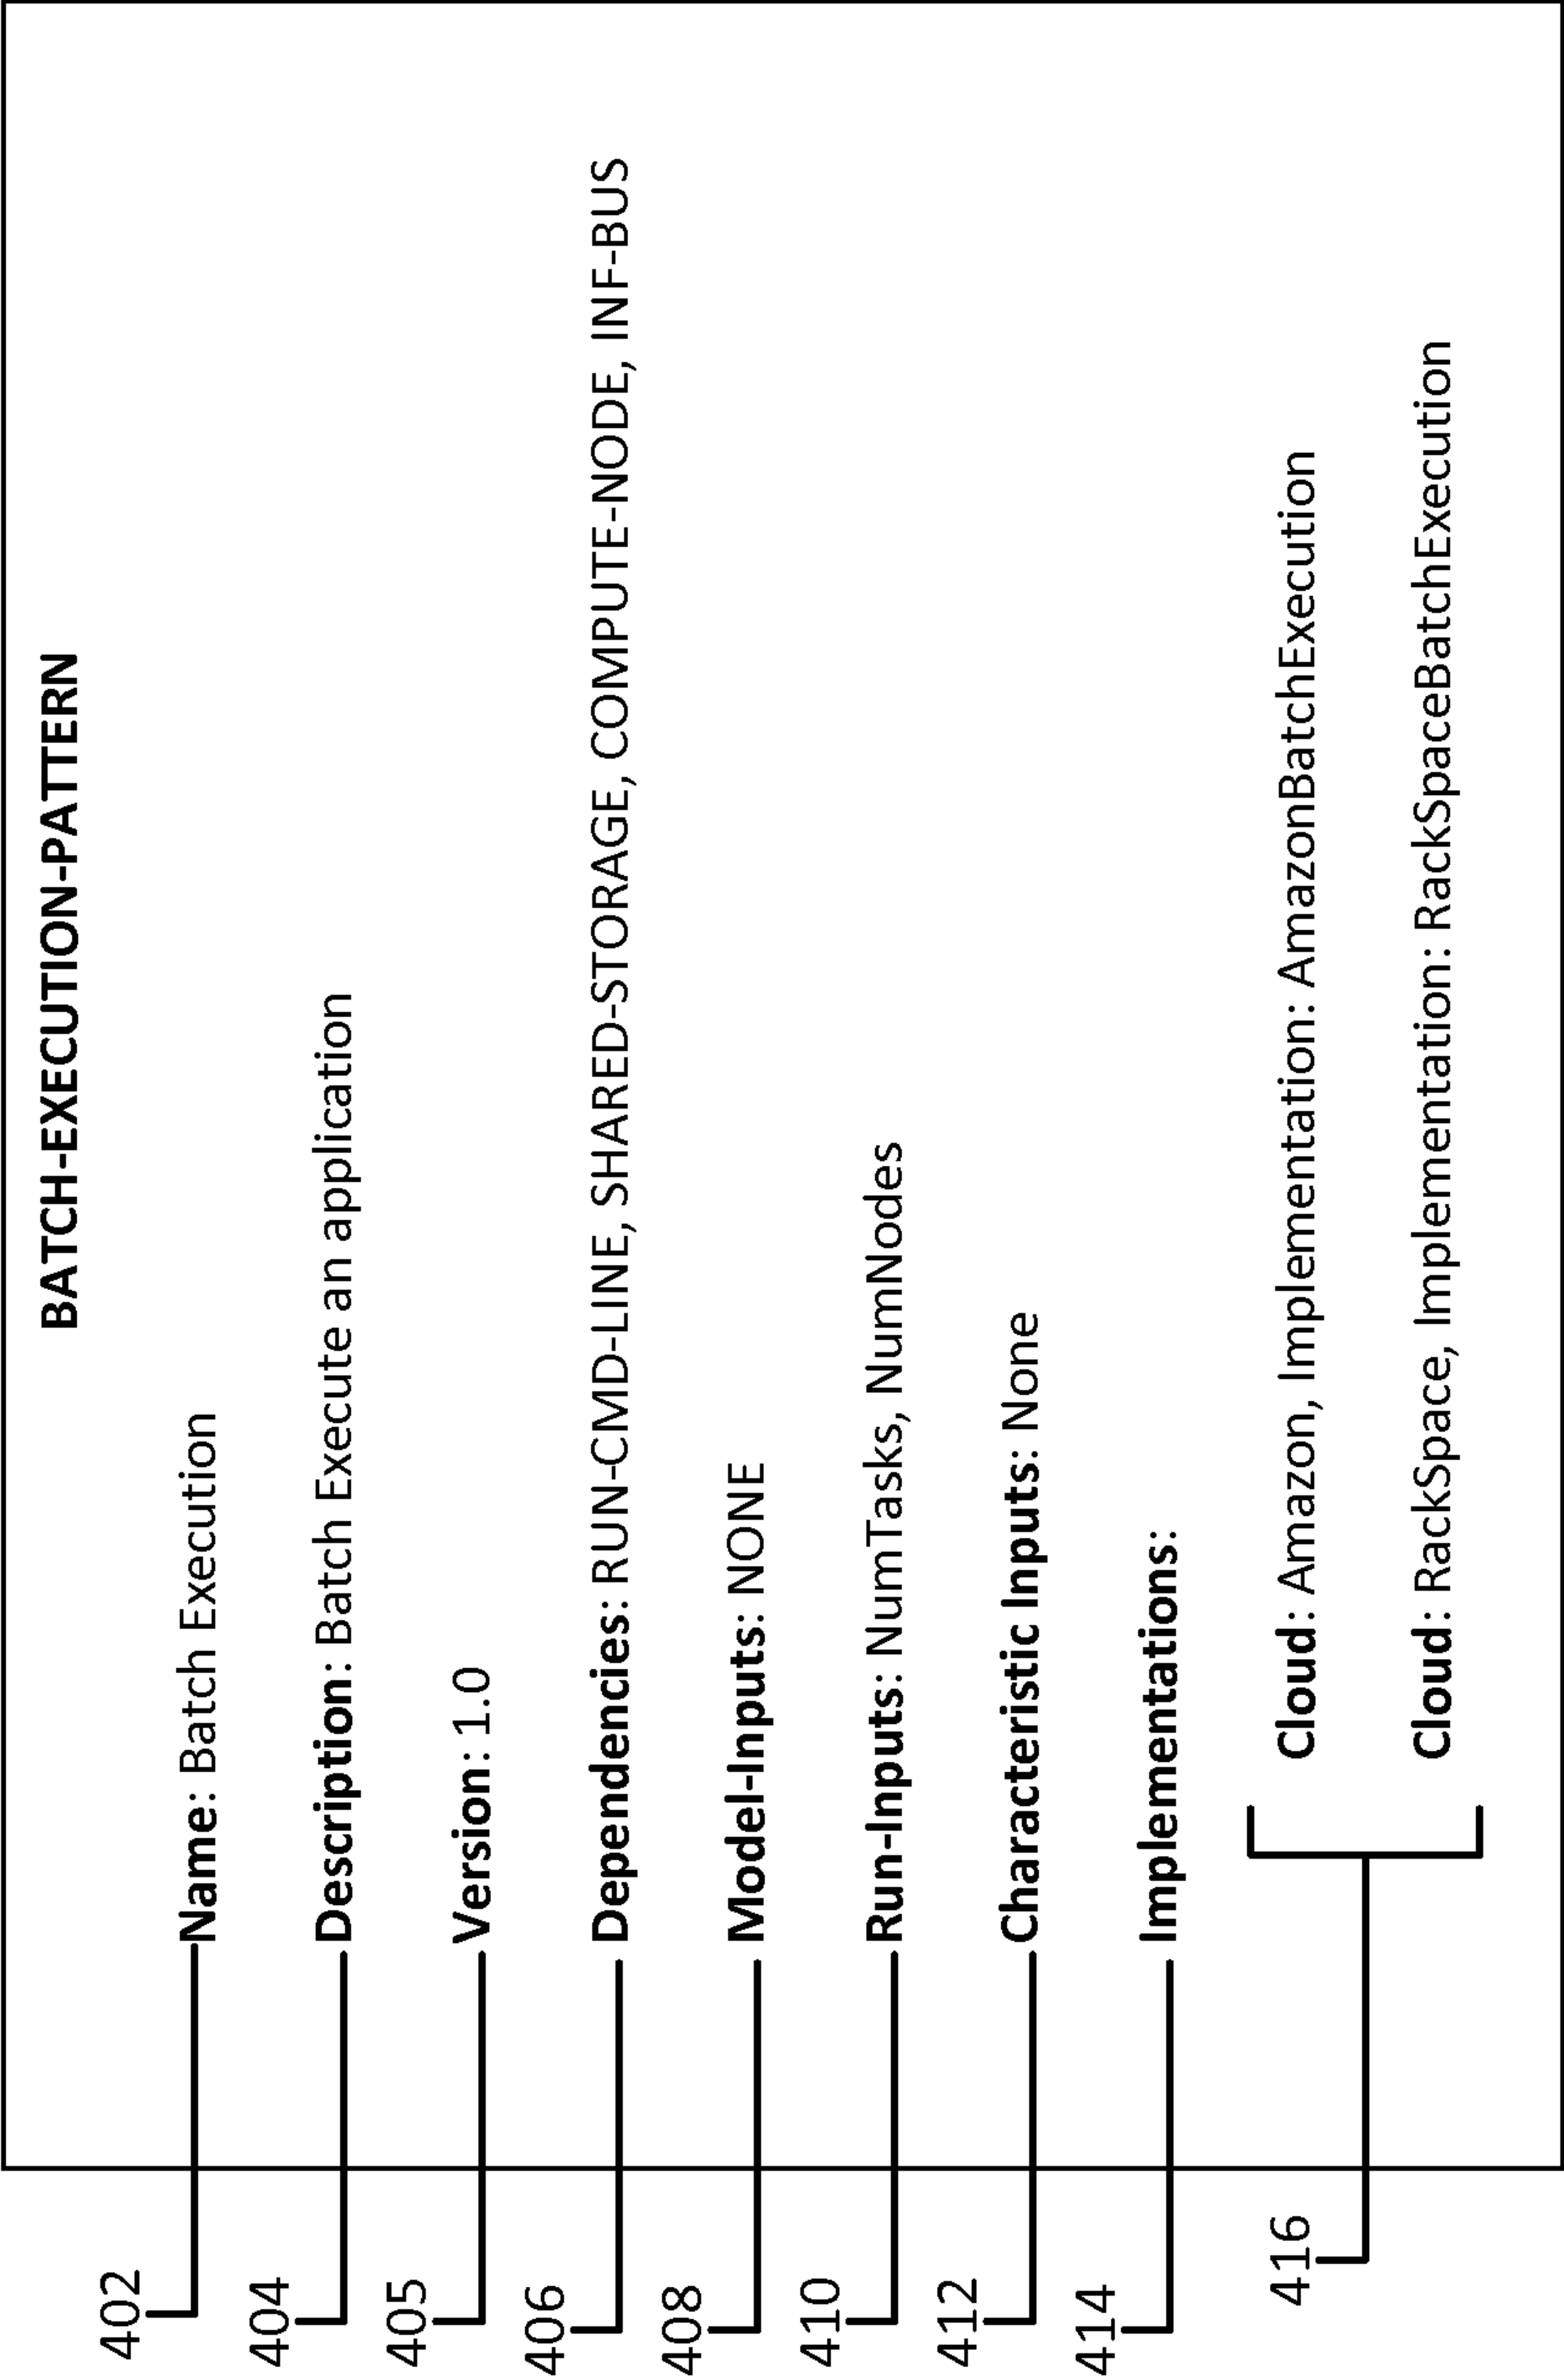 BATCH-EXECUTION-PATTERN
402 Name: Batch Execution
404 Description: Batch Execute an application
405 Version: 1.0
406 Dependencies: RUN-CMD-LINE, SHARED-STORAGE, COMPUTE-NODE, INF-BUS
408 Model-Inputs: NONE
410 Run-Inputs: NumTasks, NumNodes
412 Characteristic Inputs: None
414 Implementations:
416 Cloud: Amazon, Implementation: AmazonBatchExecution
Cloud: RackSpace, Implementation: RackSpaceBatchExecution